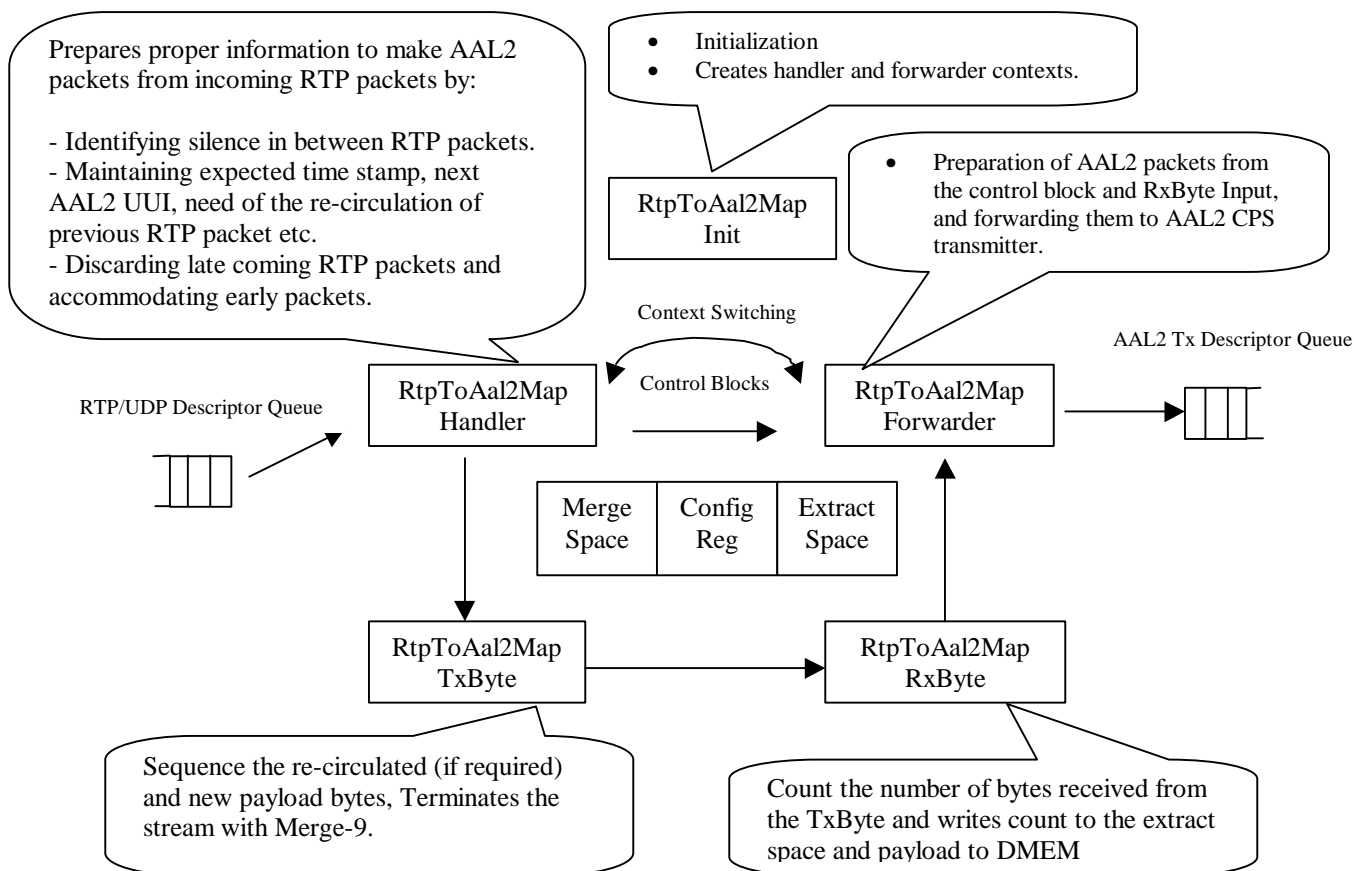 Prepares proper information to make AAL2
packets from incoming RTP packets by:
- Identifying silence in between RTP packets.
- Maintaining expected time stamp, next
AAL2 UUI, need of the re-circulation of
previous RTP packet etc.
- Discarding late coming RTP packets and
accommodating early packets.
• Initialization
• Creates handler and forwarder contexts.
RtpToAal2Map
Init
• Preparation of AAL2 packets from
the control block and RxByte Input,
and forwarding them to AAL2 CPS
transmitter.
Context Switching
AAL2 Tx Descriptor Queue
RTP/UDP Descriptor Queue
RtpToAal2Map
Handler
Control Blocks
RtpToAal2Map
Forwarder
Merge
Space
Config
Reg
Extract
Space
RtpToAal2Map
TxByte
RtpToAal2Map
RxByte
Sequence the re-circulated (if required)
and new payload bytes, Terminates the
stream with Merge-9.
Count the number of bytes received from
the TxByte and writes count to the extract
space and payload to DMEM